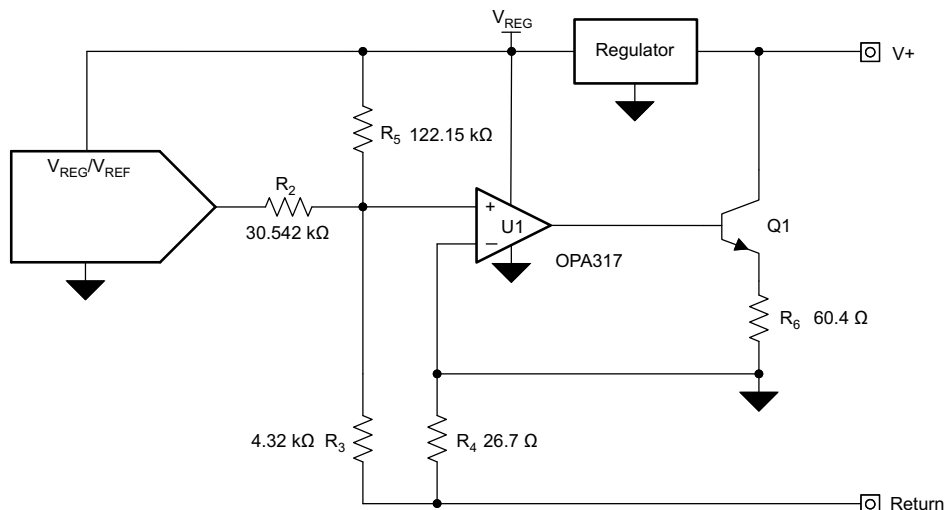 V_REG
Regulator
V+
R_5 122.15 kΩ
V_REG/V_REF
R_2
30.542 kΩ
+
U1
−
OPA317
Q1
R_6 60.4 Ω
4.32 kΩ R_3
R_4 26.7 Ω
Return